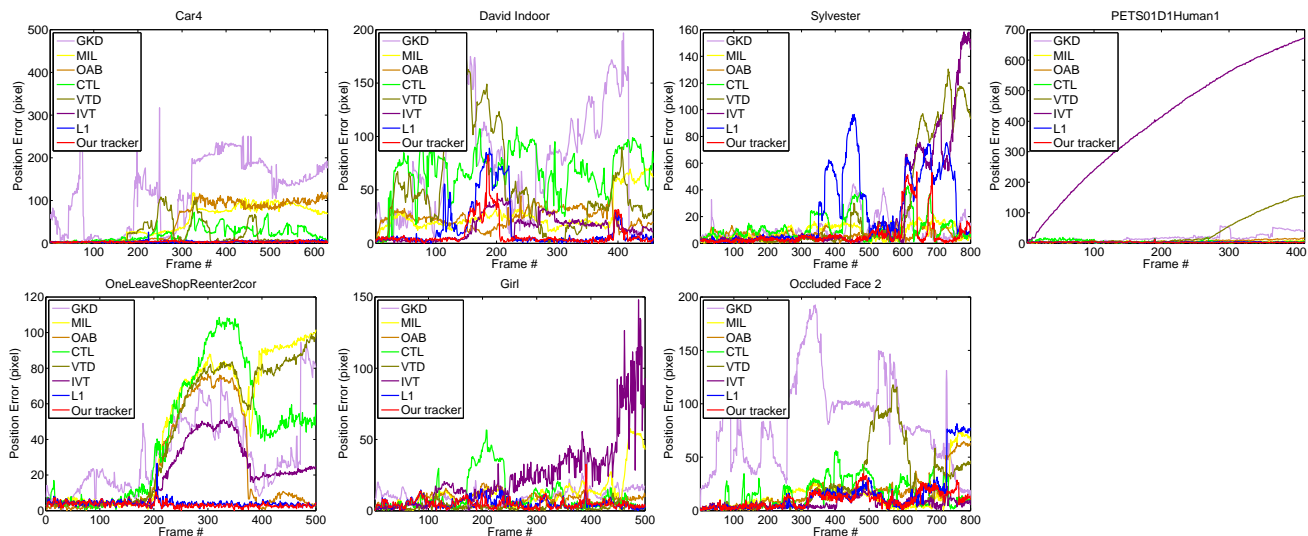 Car4
Position Error (pixel)
500
400
300
200
100
0
GKD
MIL
OAB
CTL
VTD
IVT
L1
Our tracker
100 200 300 400 500 600
Frame #
David Indoor
Position Error (pixel)
200
150
100
50
0
GKD
MIL
OAB
CTL
VTD
IVT
L1
Our tracker
100 200 300 400
Frame #
Sylvester
Position Error (pixel)
160
140
120
100
80
60
40
20
0
GKD
MIL
OAB
CTL
VTD
IVT
L1
Our tracker
100 200 300 400 500 600 700 800
Frame #
PETS01D1Human1
Position Error (pixel)
700
600
500
400
300
200
100
0
GKD
MIL
OAB
CTL
VTD
IVT
L1
Our tracker
100 200 300 400
Frame #
OneLeaveShopReenter2cor
Position Error (pixel)
120
100
80
60
40
20
0
GKD
MIL
OAB
CTL
VTD
IVT
L1
Our tracker
0 100 200 300 400 500
Frame #
Girl
Position Error (pixel)
150
100
50
0
GKD
MIL
OAB
CTL
VTD
IVT
L1
Our tracker
100 200 300 400 500
Frame #
Occluded Face 2
Position Error (pixel)
200
150
100
50
0
GKD
MIL
OAB
CTL
VTD
IVT
L1
Our tracker
100 200 300 400 500 600 700 800
Frame #